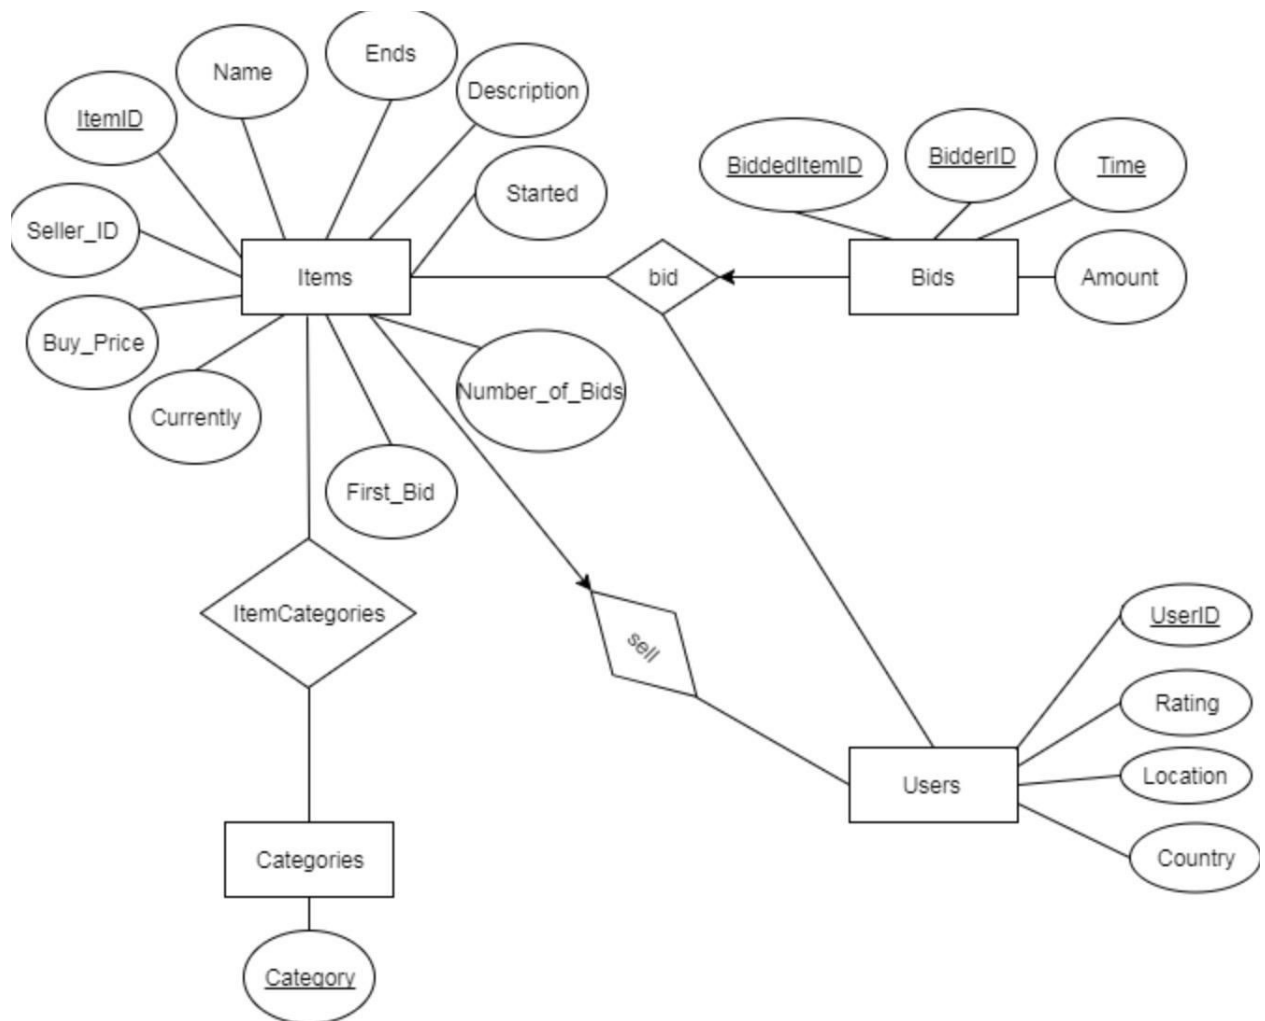 Ends
Name
Description
ItemID
BiddedItemID
BidderID
Time
Started
Seller_ID
Items
bid
Bids
Amount
Buy_Price
Number_of_Bids
Currently
First_Bid
ItemCategories
sell
UserID
Rating
Location
Users
Categories
Country
Category